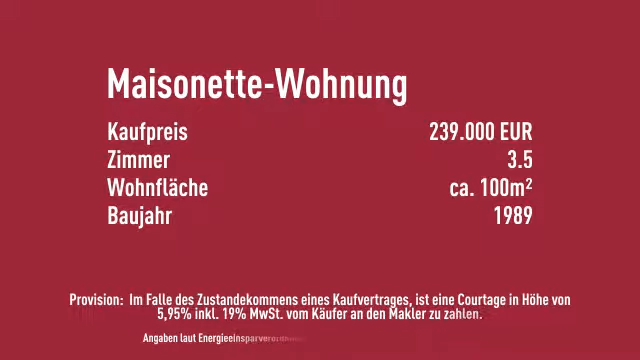 Maisonette-Wohnung
Kaufpreis 239.000 EUR
Zimmer 3.5
Wohnfläche ca. 100m²
Baujahr 1989
Provision: Im Falle des Zustandekommens eines Kaufvertrages, ist eine Courtage in Höhe von
5,95% inkl. 19% MwSt. vom Käufer an den Makler zu zahlen.
Angaben laut